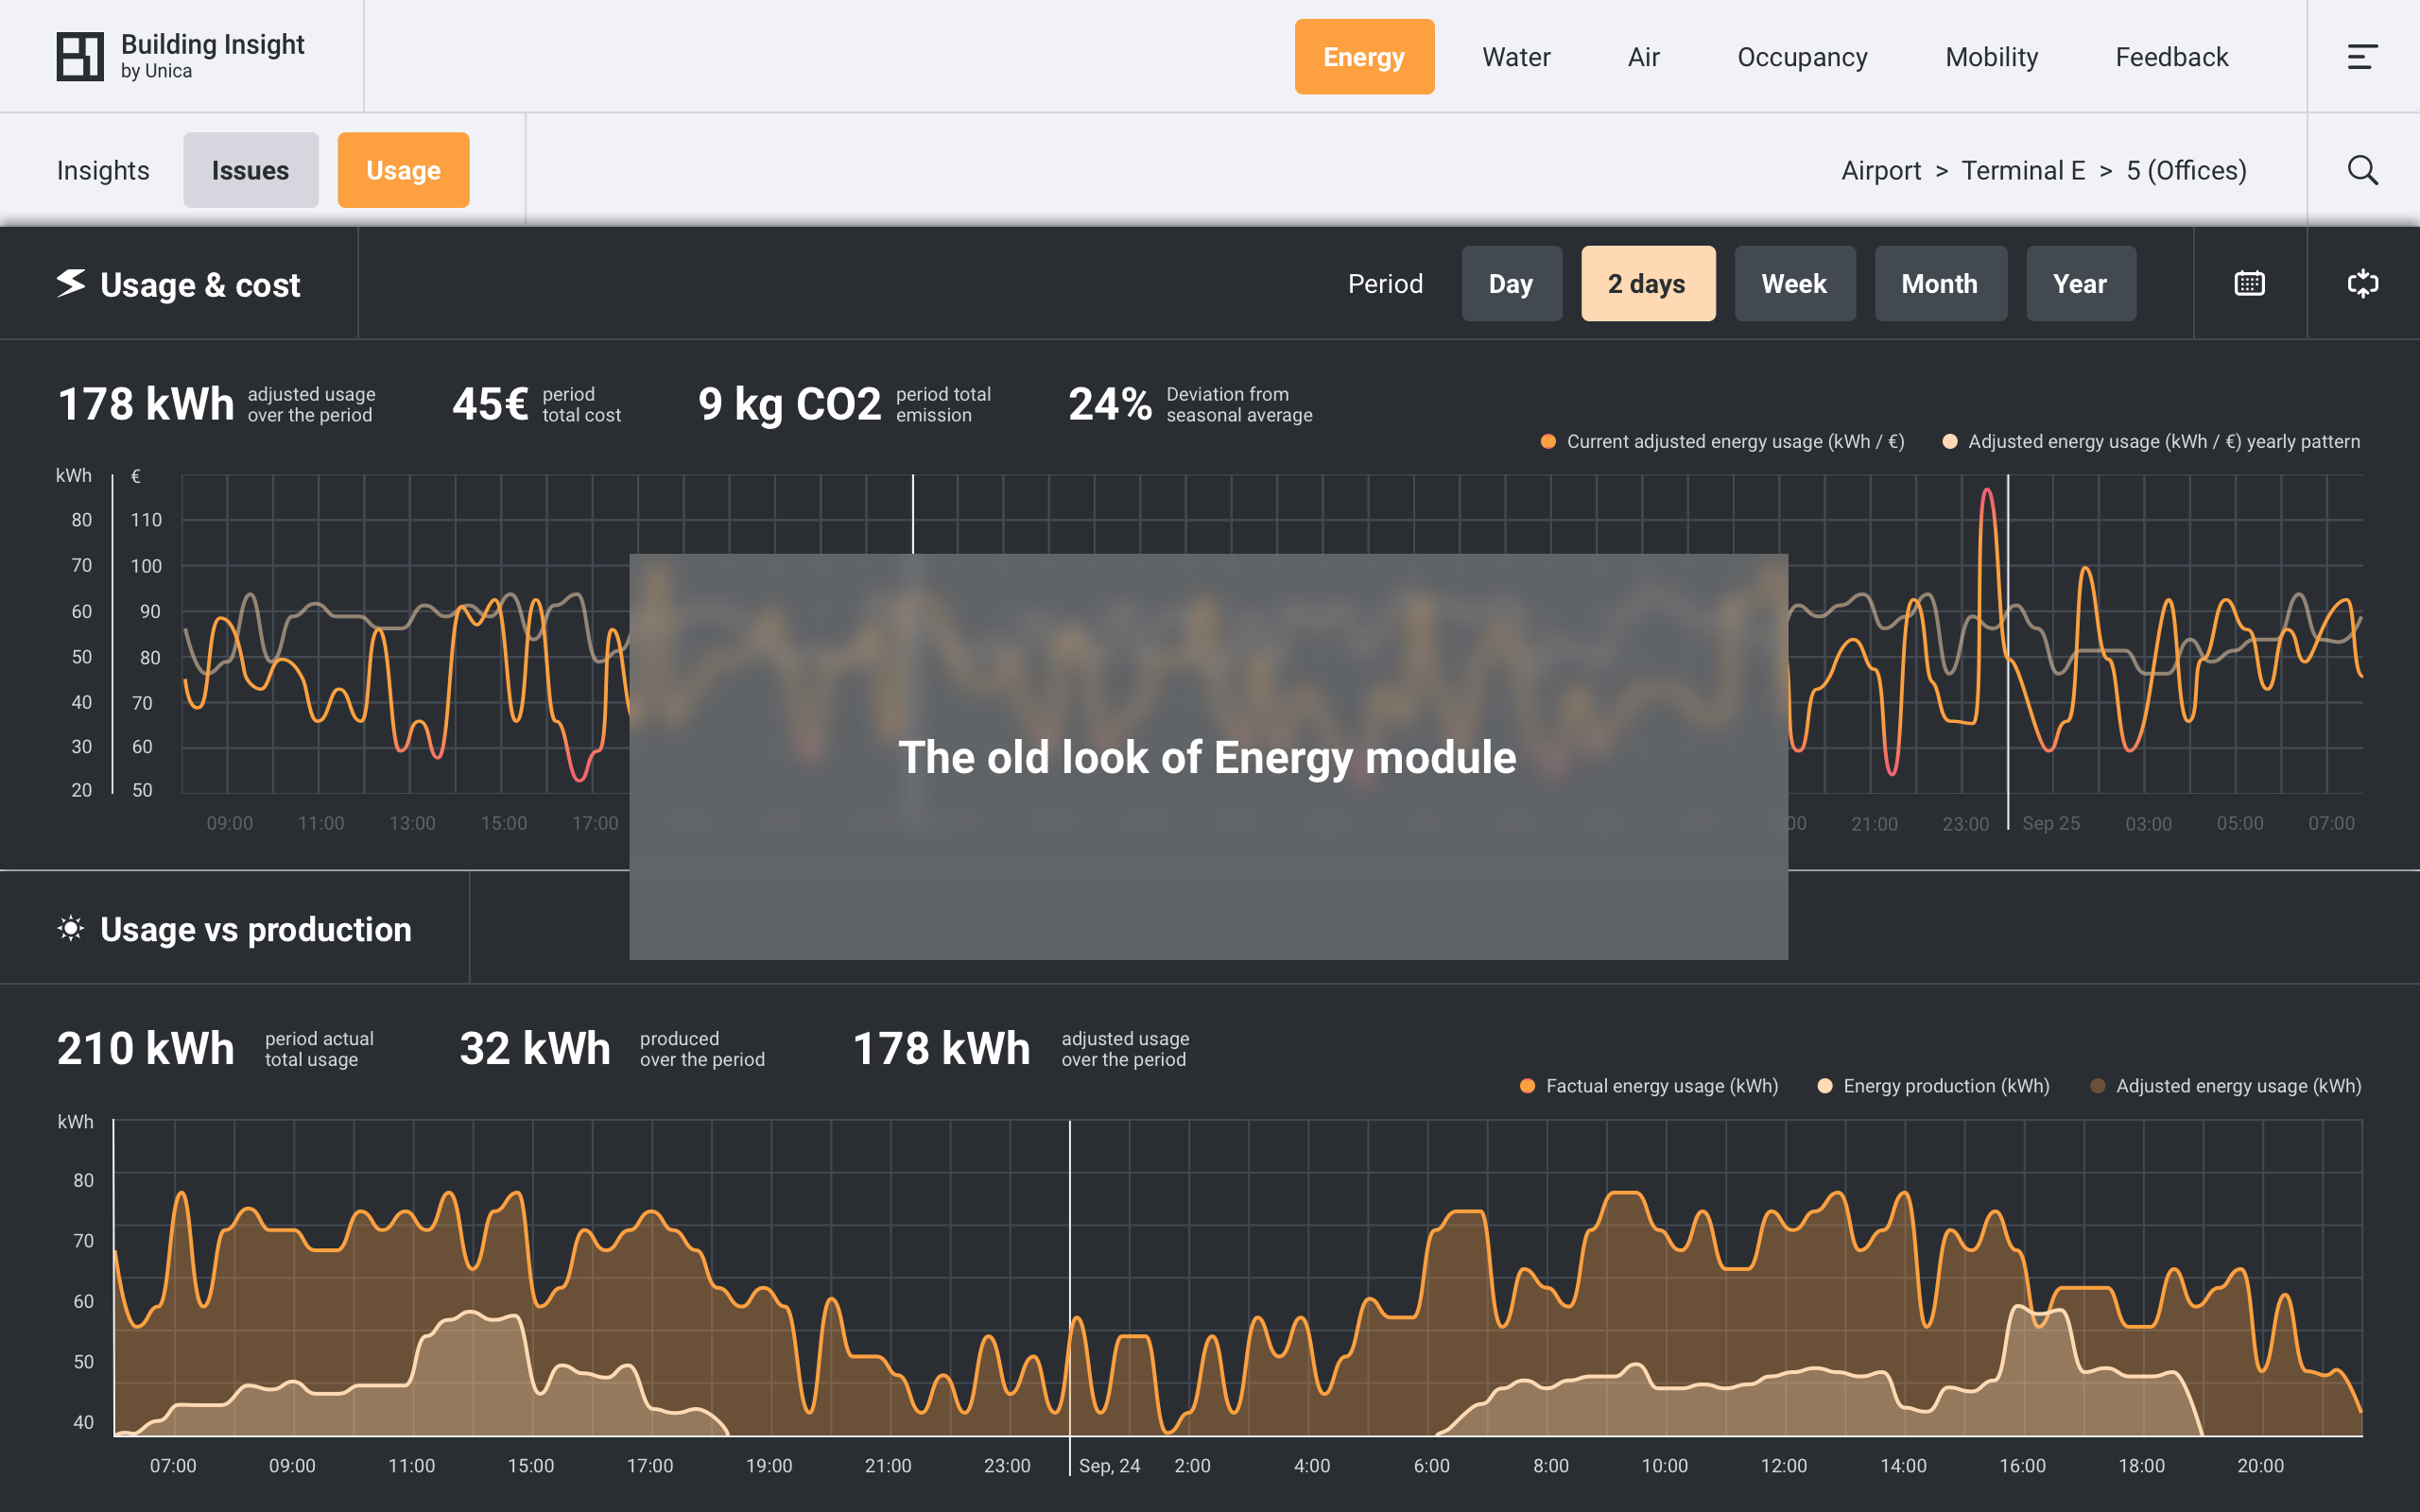 Building Insight
by Unica
Energy
Water
Air
Occupancy
Mobility
Feedback
Insights
Issues
Usage
Airport > Terminal E > 5 (Offices)
Usage & cost
Period
Day
2 days
Week
Month
Year
178 kWh adjusted usage
over the period
45€ period
total cost
9 kg CO2 period total
emission
24% Deviation from
seasonal average
Current adjusted energy usage (kWh / €)
Adjusted energy usage (kWh / €) yearly pattern
kWh €
80 110
70 100
60 90
50 80
40 70
30 60
20 50
The old look of Energy module
09:00 11:00 13:00 15:00 17:00 00 21:00 23:00 Sep 25 03:00 05:00 07:00
Usage vs production
210 kWh period actual
total usage
32 kWh produced
over the period
178 kWh adjusted usage
over the period
Factual energy usage (kWh)
Energy production (kWh)
Adjusted energy usage (kWh)
kWh
80
70
60
50
40
07:00 09:00 11:00 15:00 17:00 19:00 21:00 23:00 Sep, 24 2:00 4:00 6:00 8:00 10:00 12:00 14:00 16:00 18:00 20:00